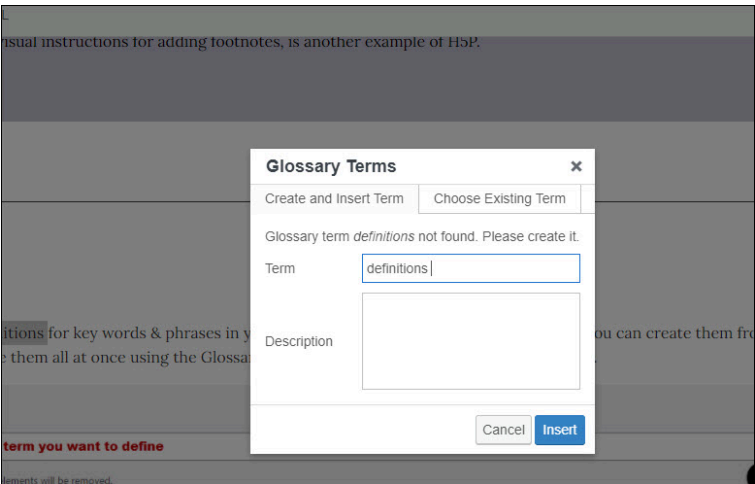 L
visual instructions for adding footnotes, is another example of H5P.
Glossary Terms ×
Create and Insert Term Choose Existing Term
Glossary term definitions not found. Please create it.
Term definitions
itions for key words & phrases in y ou can create them fro
Description
e them all at once using the Glossa
Cancel Insert
term you want to define
lements will be removed.